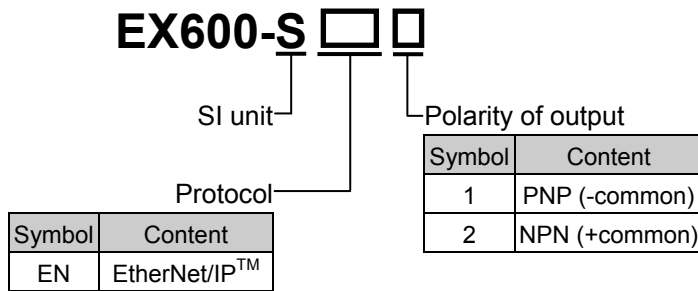 EX600-S □ □
SI unit
Polarity of output
Symbol Content
1 PNP (-common)
2 NPN (+common)
Protocol
Symbol Content
EN EtherNet/IP™